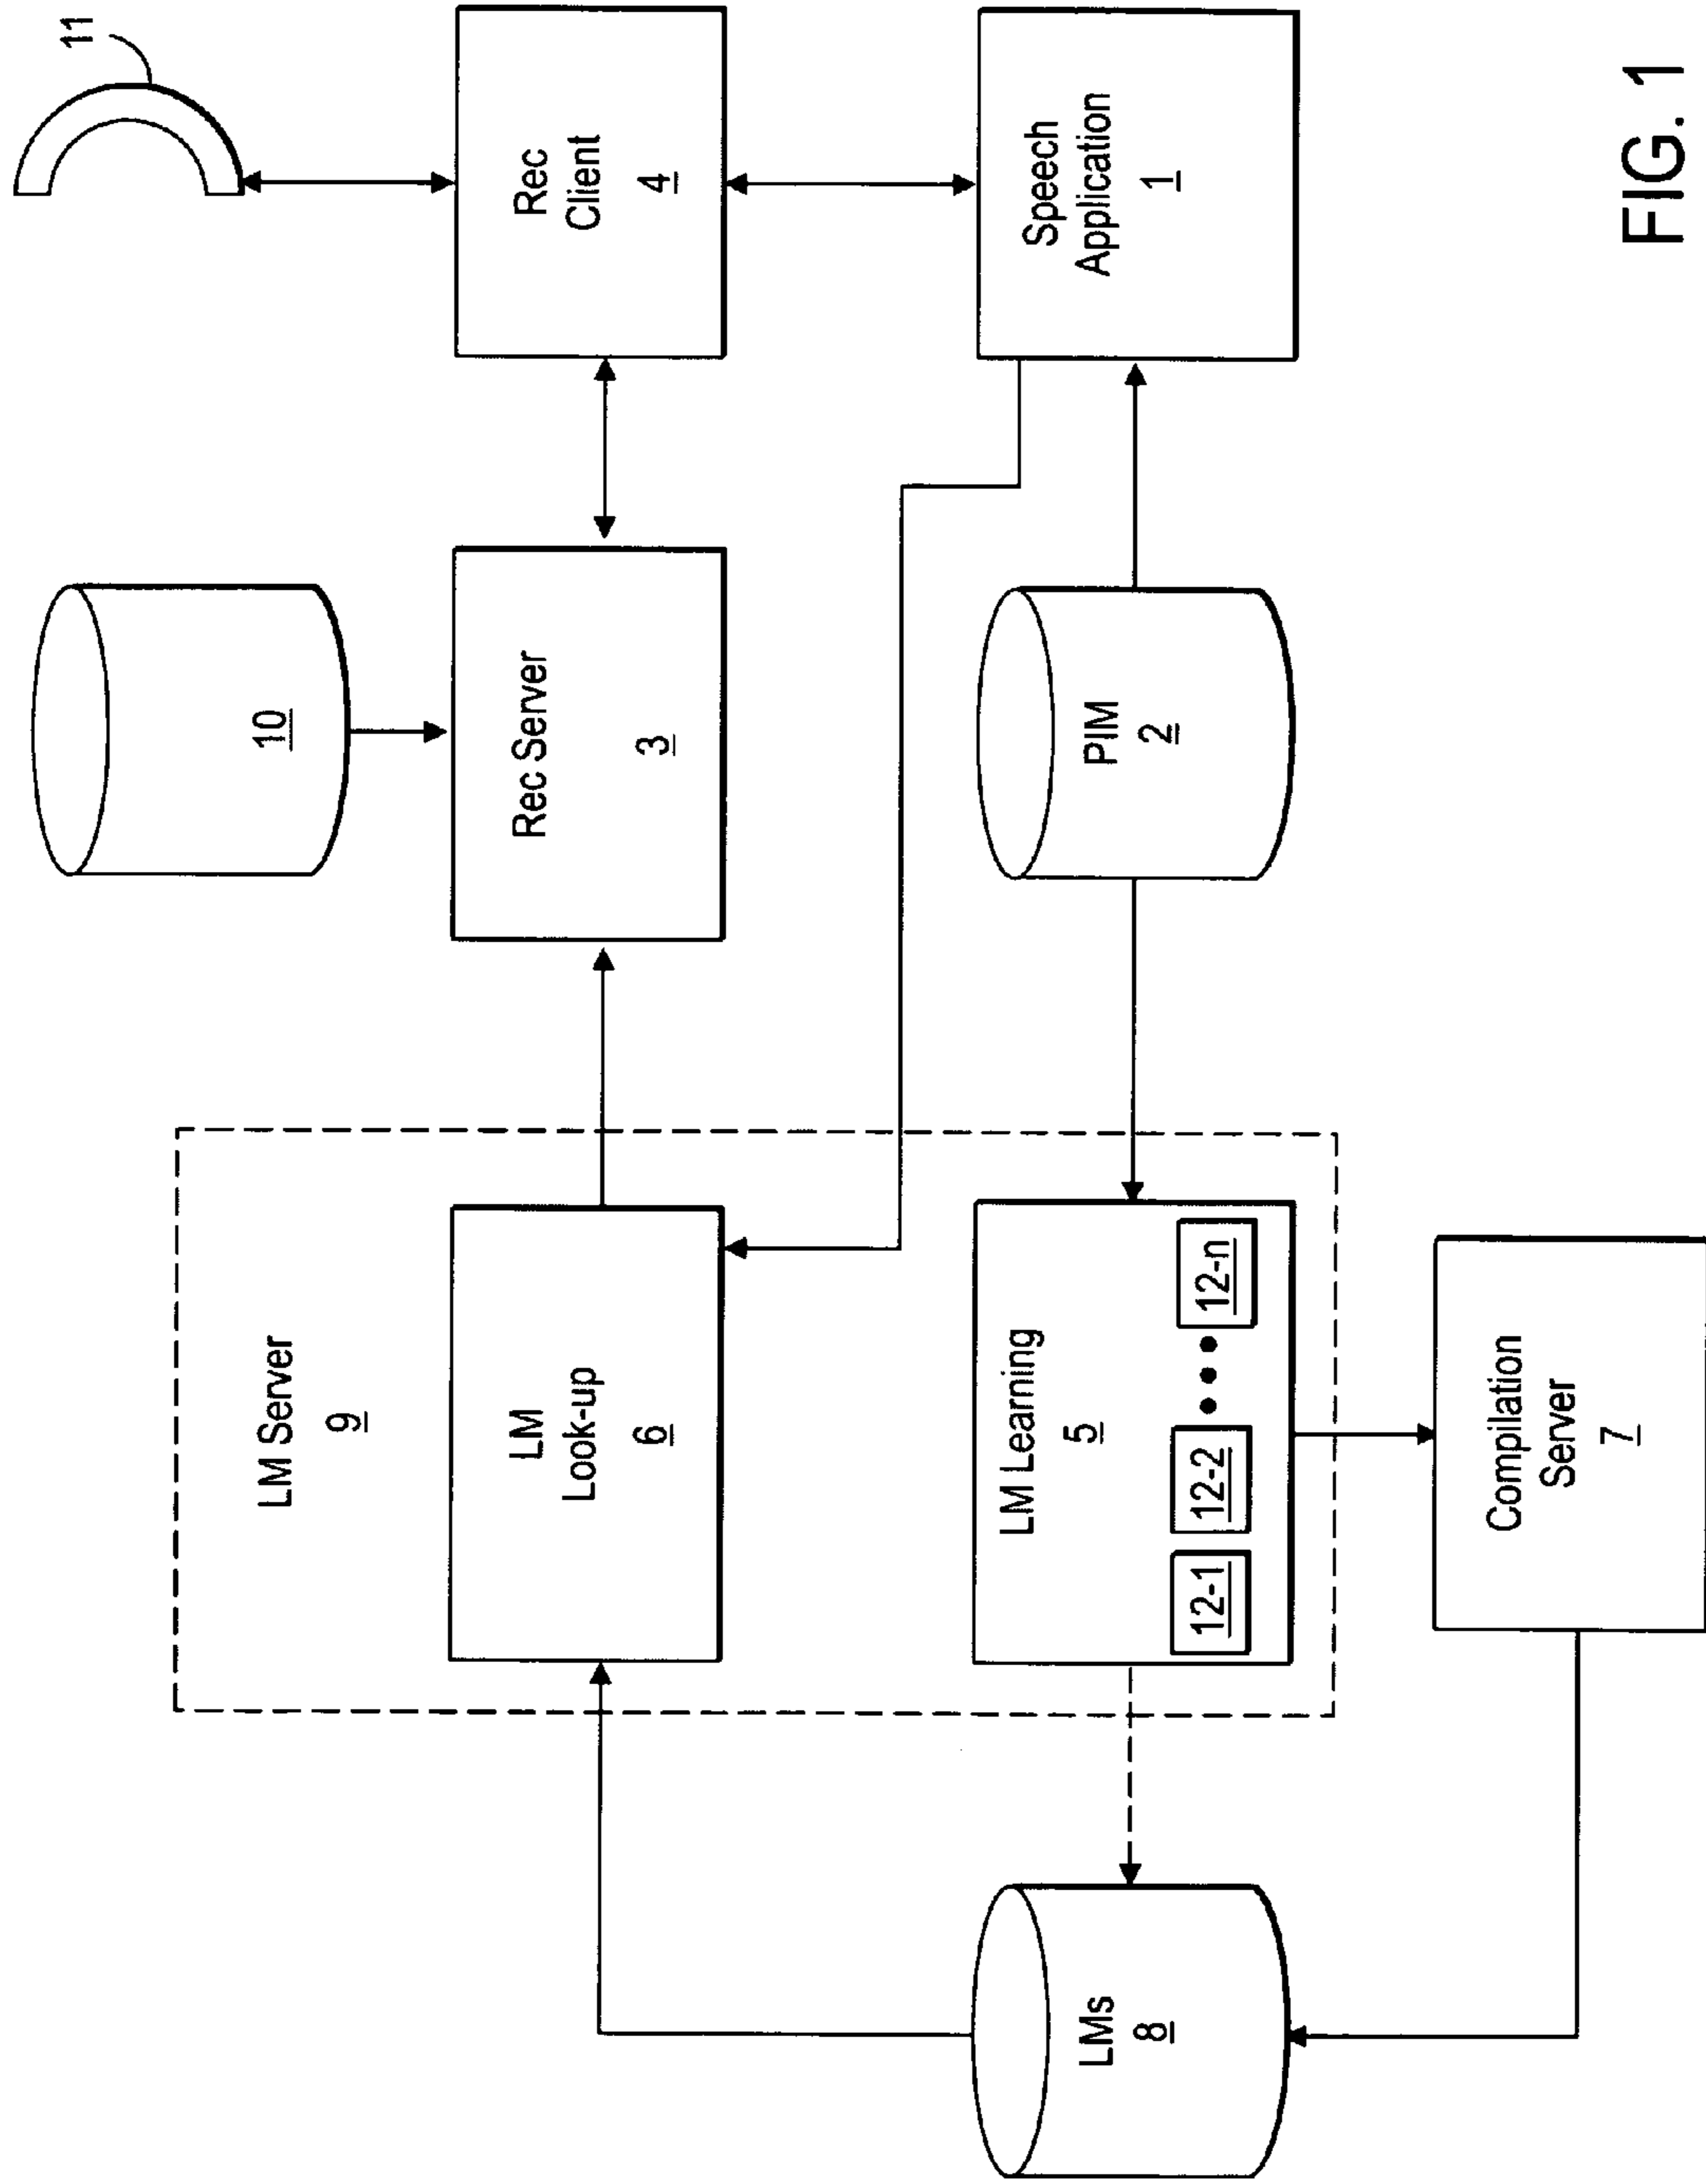 LM Server
9
LM
Look-up
6
10
Rec Server
3
11
Rec
Client
4
LMs
8
LM Learning
5
12-1
12-2
12-n
PIM
2
Speech
Application
1
Compilation
Server
7
FIG. 1